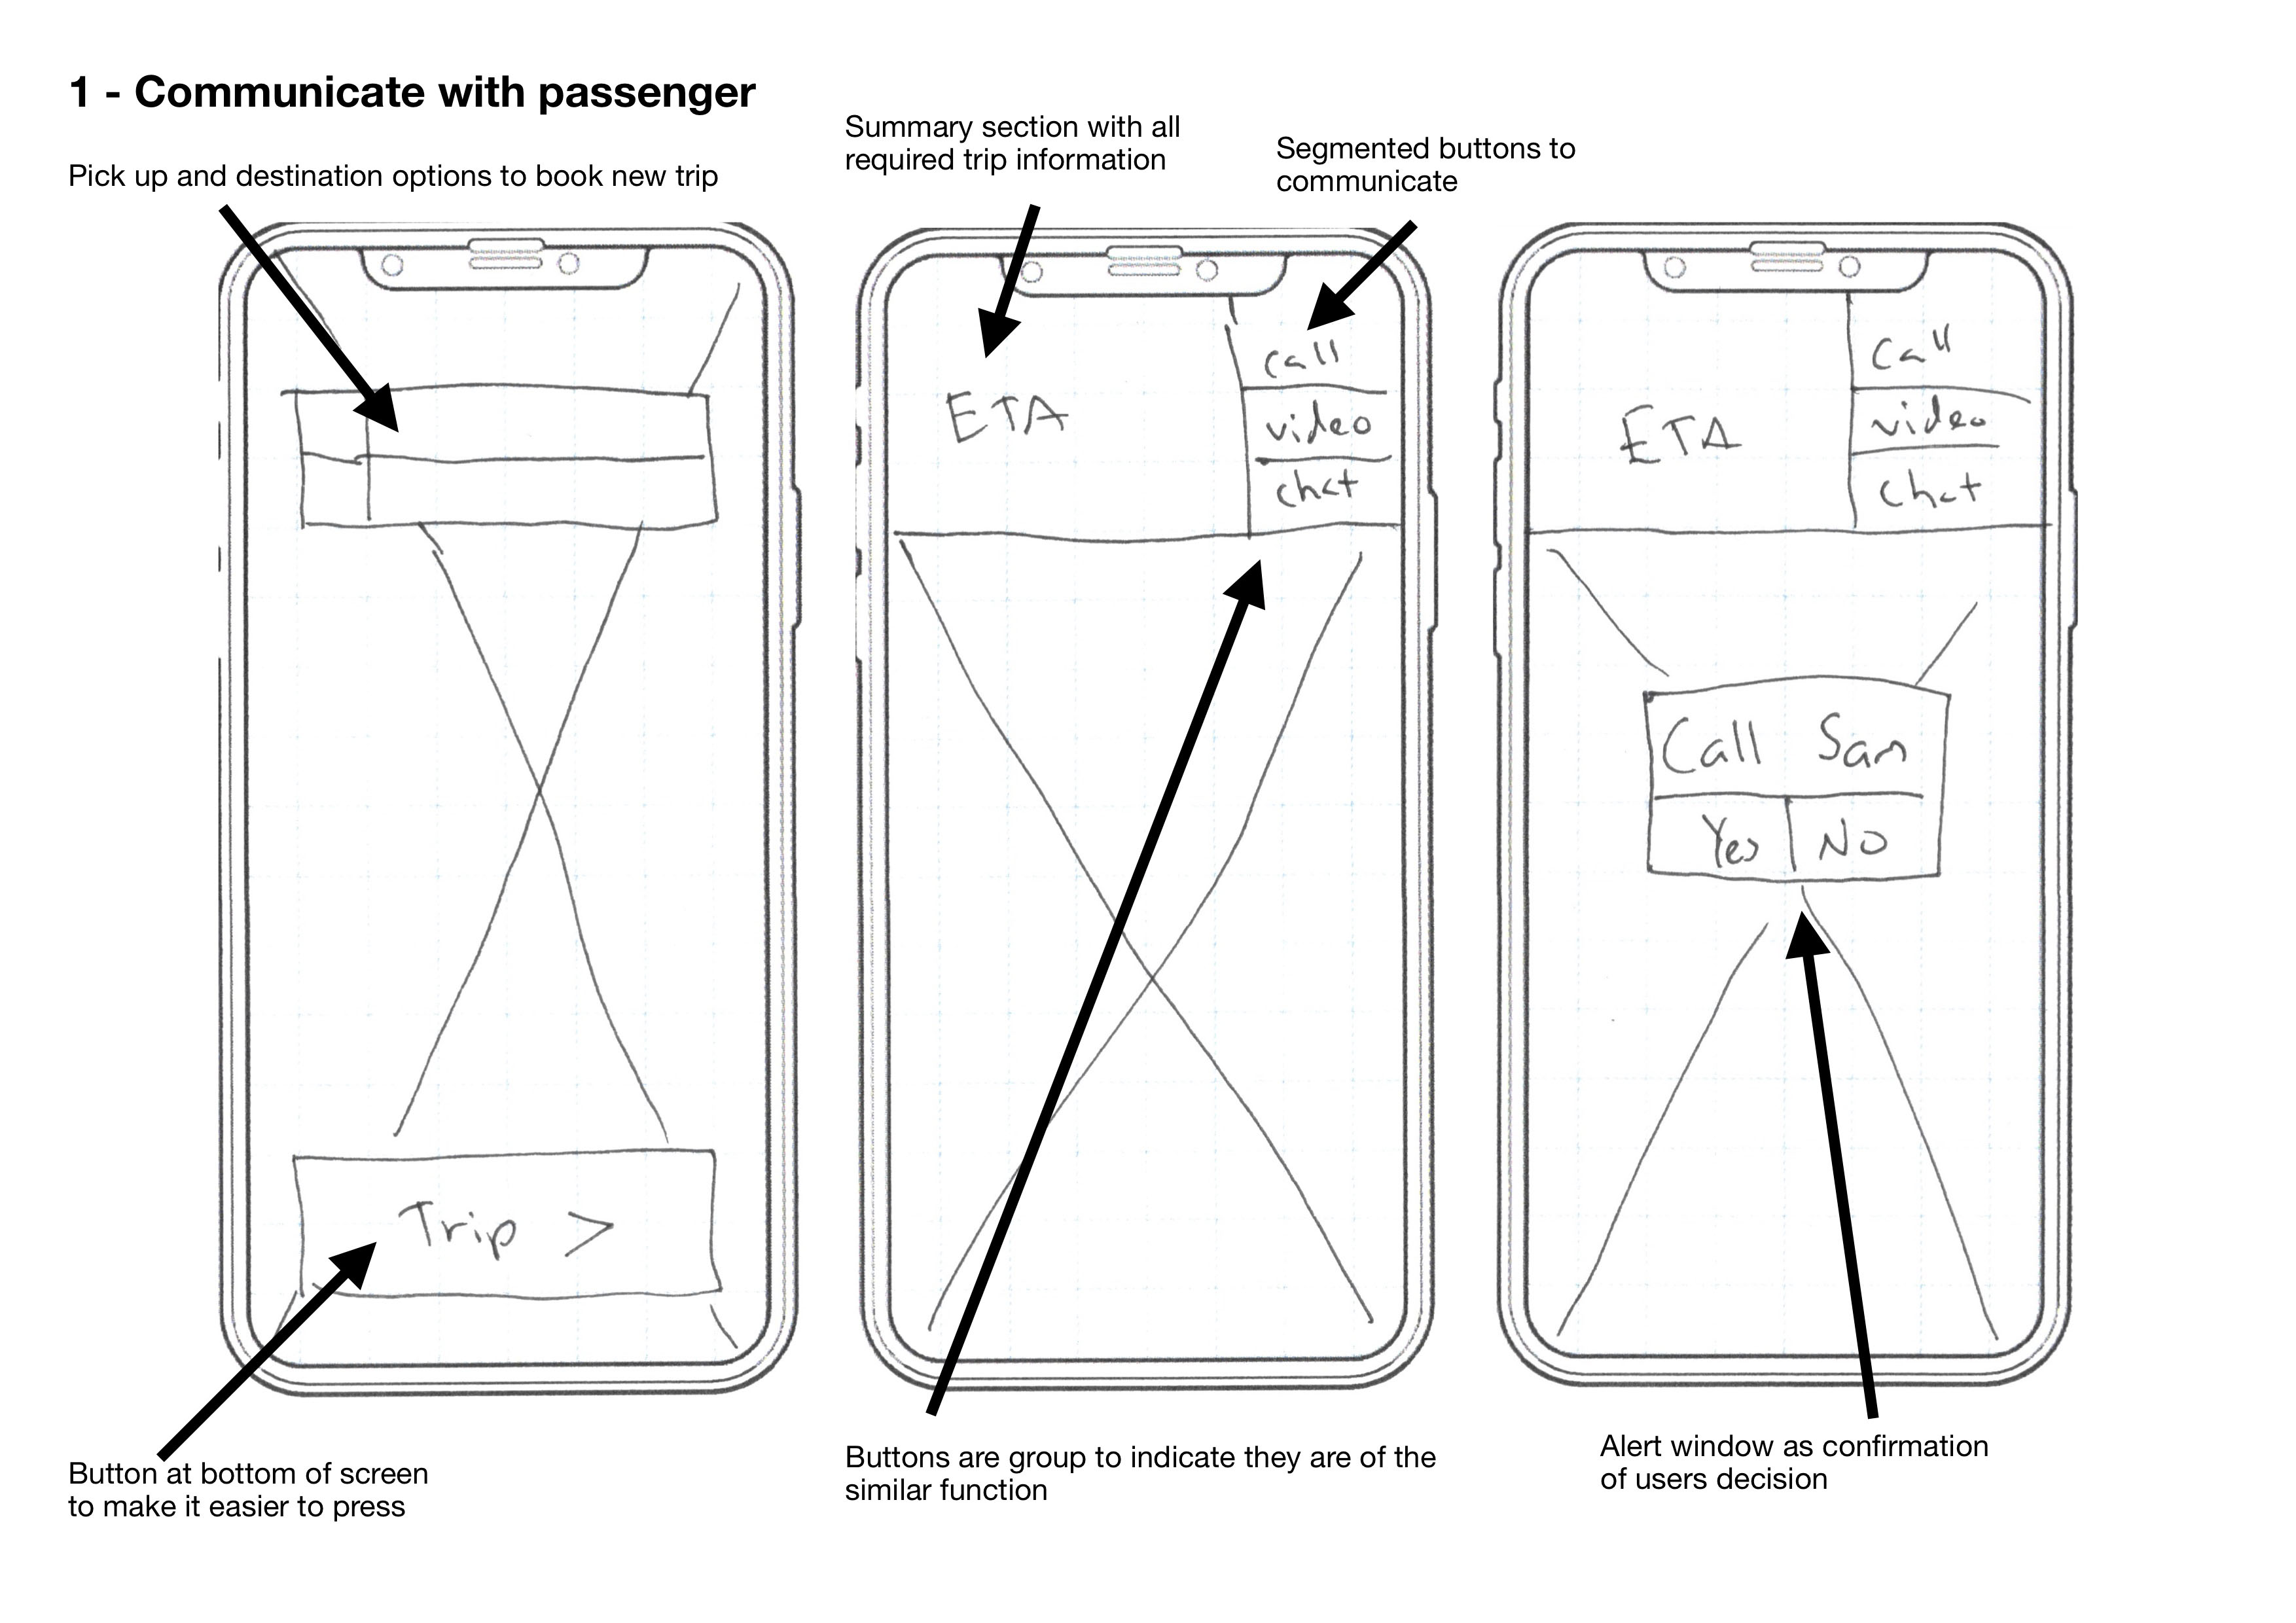 1 - Communicate with passenger
Pick up and destination options to book new trip
Summary section with all
required trip information
Segmented buttons to
communicate
Trip >
Button at bottom of screen
to make it easier to press
ETA
call
video
chat
Buttons are group to indicate they are of the
similar function
ETA
Call
video
Chat
Call Sam
Yes
No
Alert window as confirmation
of users decision